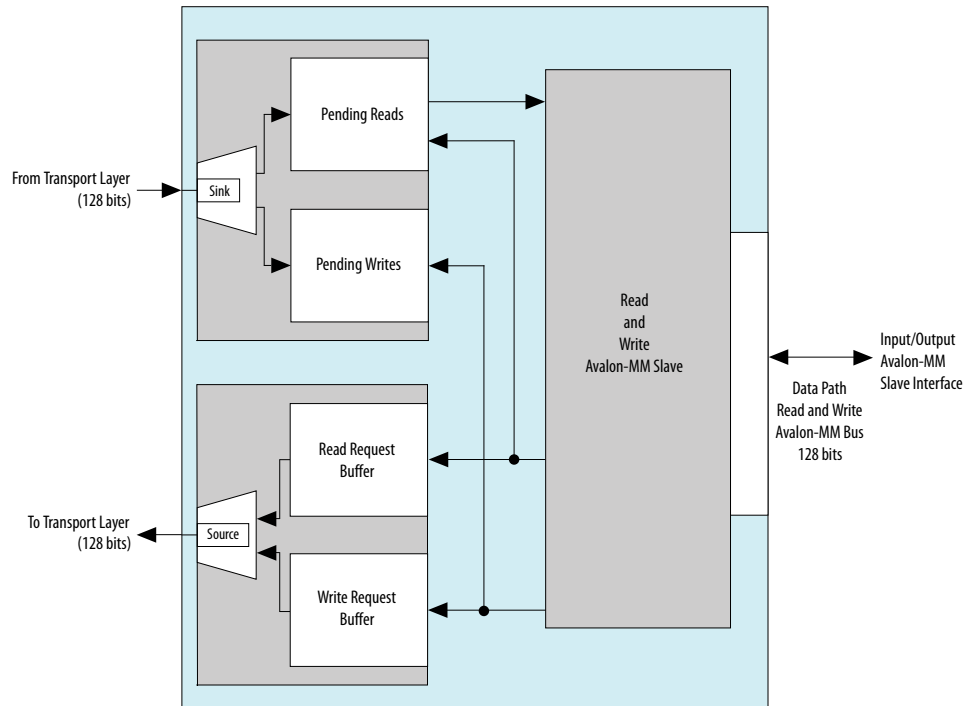 Pending Reads
From Transport Layer
(128 bits)
Sink
Pending Writes
Read
and
Write
Avalon-MM Slave
Input/Output
Avalon-MM
Slave Interface
Data Path
Read and Write
Avalon-MM Bus
128 bits
Read Request
Buffer
To Transport Layer
(128 bits)
Source
Write Request
Buffer